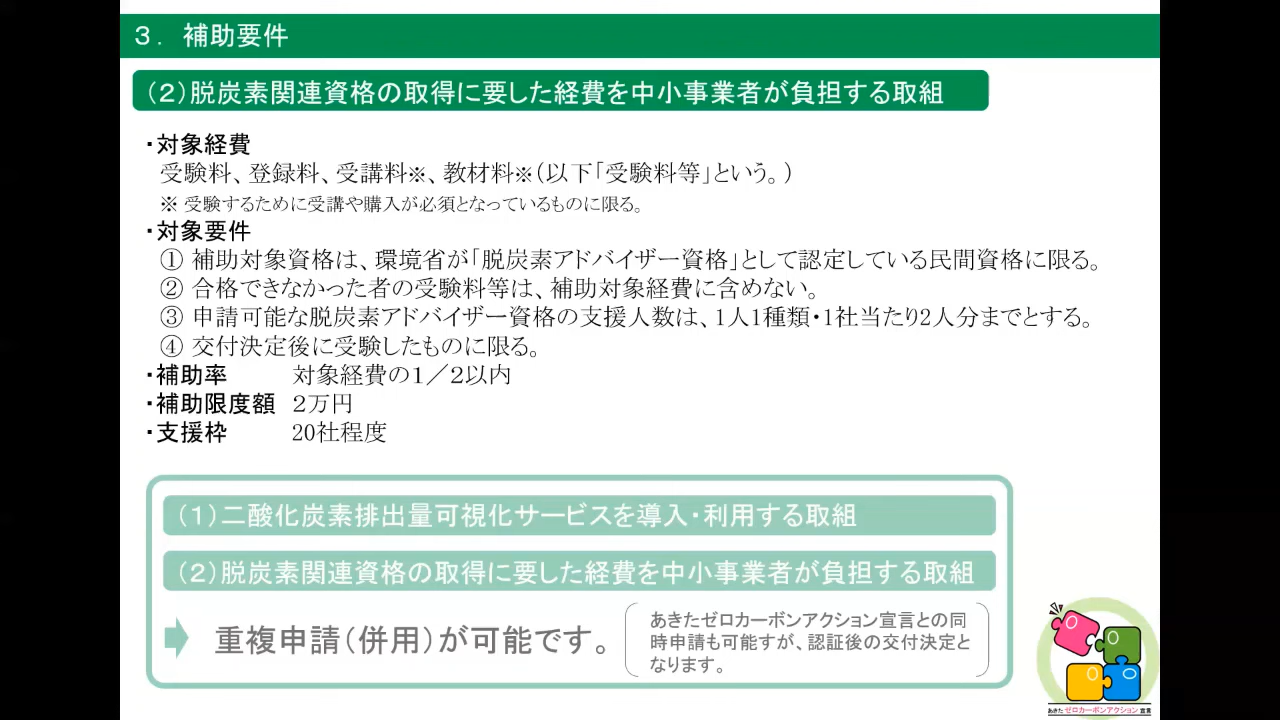 ３．補助要件
（２）脱炭素関連資格の取得に要した経費を中小事業者が負担する取組
・対象経費
受験料、登録料、受講料※、教材料※（以下「受験料等」という。）
※ 受験するために受講や購入が必須となっているものに限る。
・対象要件
① 補助対象資格は、環境省が「脱炭素アドバイザー資格」として認定している民間資格に限る。
② 合格できなかった者の受験料等は、補助対象経費に含めない。
③ 申請可能な脱炭素アドバイザー資格の支援人数は、1人1種類・1社当たり2人分までとする。
④ 交付決定後に受験したものに限る。
・補助率 対象経費の１／２以内
・補助限度額 ２万円
・支援枠 20社程度
（１）二酸化炭素排出量可視化サービスを導入・利用する取組
（２）脱炭素関連資格の取得に要した経費を中小事業者が負担する取組
重複申請（併用）が可能です。
あきたゼロカーボンアクション宣言との同
時申請も可能すが、認証後の交付決定と
なります。
あきた ゼロカーボンアクション 宣言